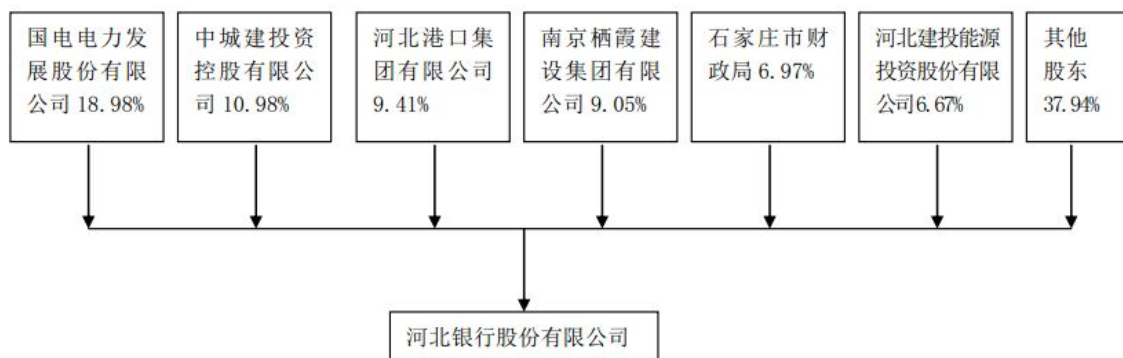 国电电力发
展股份有限
公司 18.98%
中城建投资
控股有限公
司 10.98%
河北港口集
团有限公司
9.41%
南京栖霞建
设集团有限
公司 9.05%
石家庄市财
政局 6.97%
河北建投能源
投资股份有限
公司6.67%
其他
股东
37.94%
河北银行股份有限公司